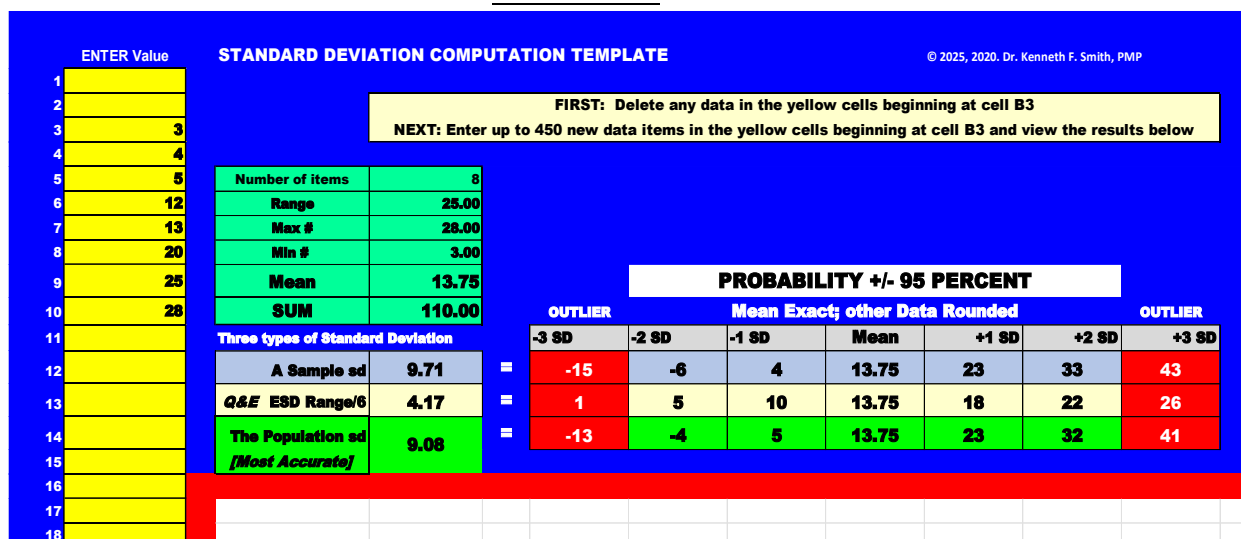 ENTER Value STANDARD DEVIATION COMPUTATION TEMPLATE © 2025, 2020. Dr. Kenneth F. Smith, PMP
1
2 FIRST: Delete any data in the yellow cells beginning at cell B3
3 3 NEXT: Enter up to 450 new data items in the yellow cells beginning at cell B3 and view the results below
4 4
5 5 Number of items 8
6 12 Range 25.00
7 13 Max # 28.00
8 20 Min # 3.00
9 25 Mean 13.75 PROBABILITY +/- 95 PERCENT
10 28 SUM 110.00 OUTLIER Mean Exact; other Data Rounded OUTLIER
11 Three types of Standard Deviation -3 SD -2 SD -1 SD Mean +1 SD +2 SD +3 SD
12 A Sample sd 9.71 = -15 -6 4 13.75 23 33 43
13 Q&E ESD Range/6 4.17 = 1 5 10 13.75 18 22 26
14 The Population sd 9.08 = -13 -4 5 13.75 23 32 41
15 [Most Accurate]
16
17
18